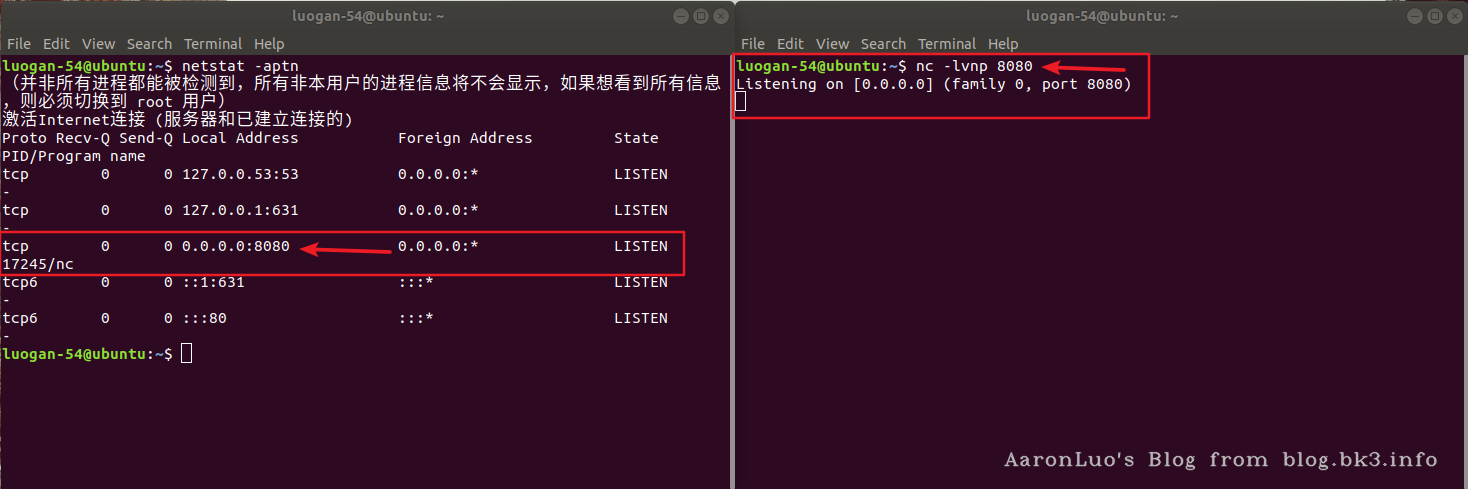 luogan-54@ubuntu: ~
File Edit View Search Terminal Help
luogan-54@ubuntu:~$ netstat -aptn
（并非所有进程都能被检测到，所有非本用户的进程信息将不会显示，如果想看到所有信息
，则必须切换到 root 用户）
激活Internet连接 (服务器和已建立连接的)
Proto Recv-Q Send-Q Local Address           Foreign Address         State
PID/Program name
tcp        0      0 127.0.0.53:53           0.0.0.0:*               LISTEN
-
tcp        0      0 127.0.0.1:631           0.0.0.0:*               LISTEN
-
tcp        0      0 0.0.0.0:8080            0.0.0.0:*               LISTEN
17245/nc
tcp6       0      0 ::1:631                 :::*                    LISTEN
-
tcp6       0      0 :::80                   :::*                    LISTEN
-
luogan-54@ubuntu:~$
luogan-54@ubuntu: ~
File Edit View Search Terminal Help
luogan-54@ubuntu:~$ nc -lvnp 8080
Listening on [0.0.0.0] (family 0, port 8080)
AaronLuo's Blog from blog.bk3.info